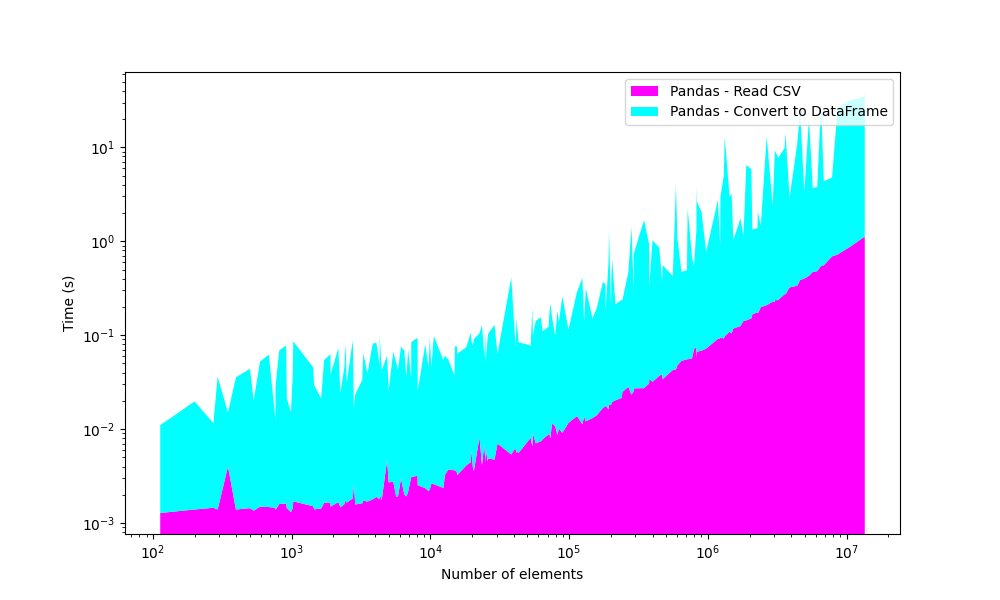 Pandas - Read CSV
Pandas - Convert to DataFrame
10¹
10⁰
10⁻¹
10⁻²
10⁻³
Time (s)
10² 10³ 10⁴ 10⁵ 10⁶ 10⁷
Number of elements